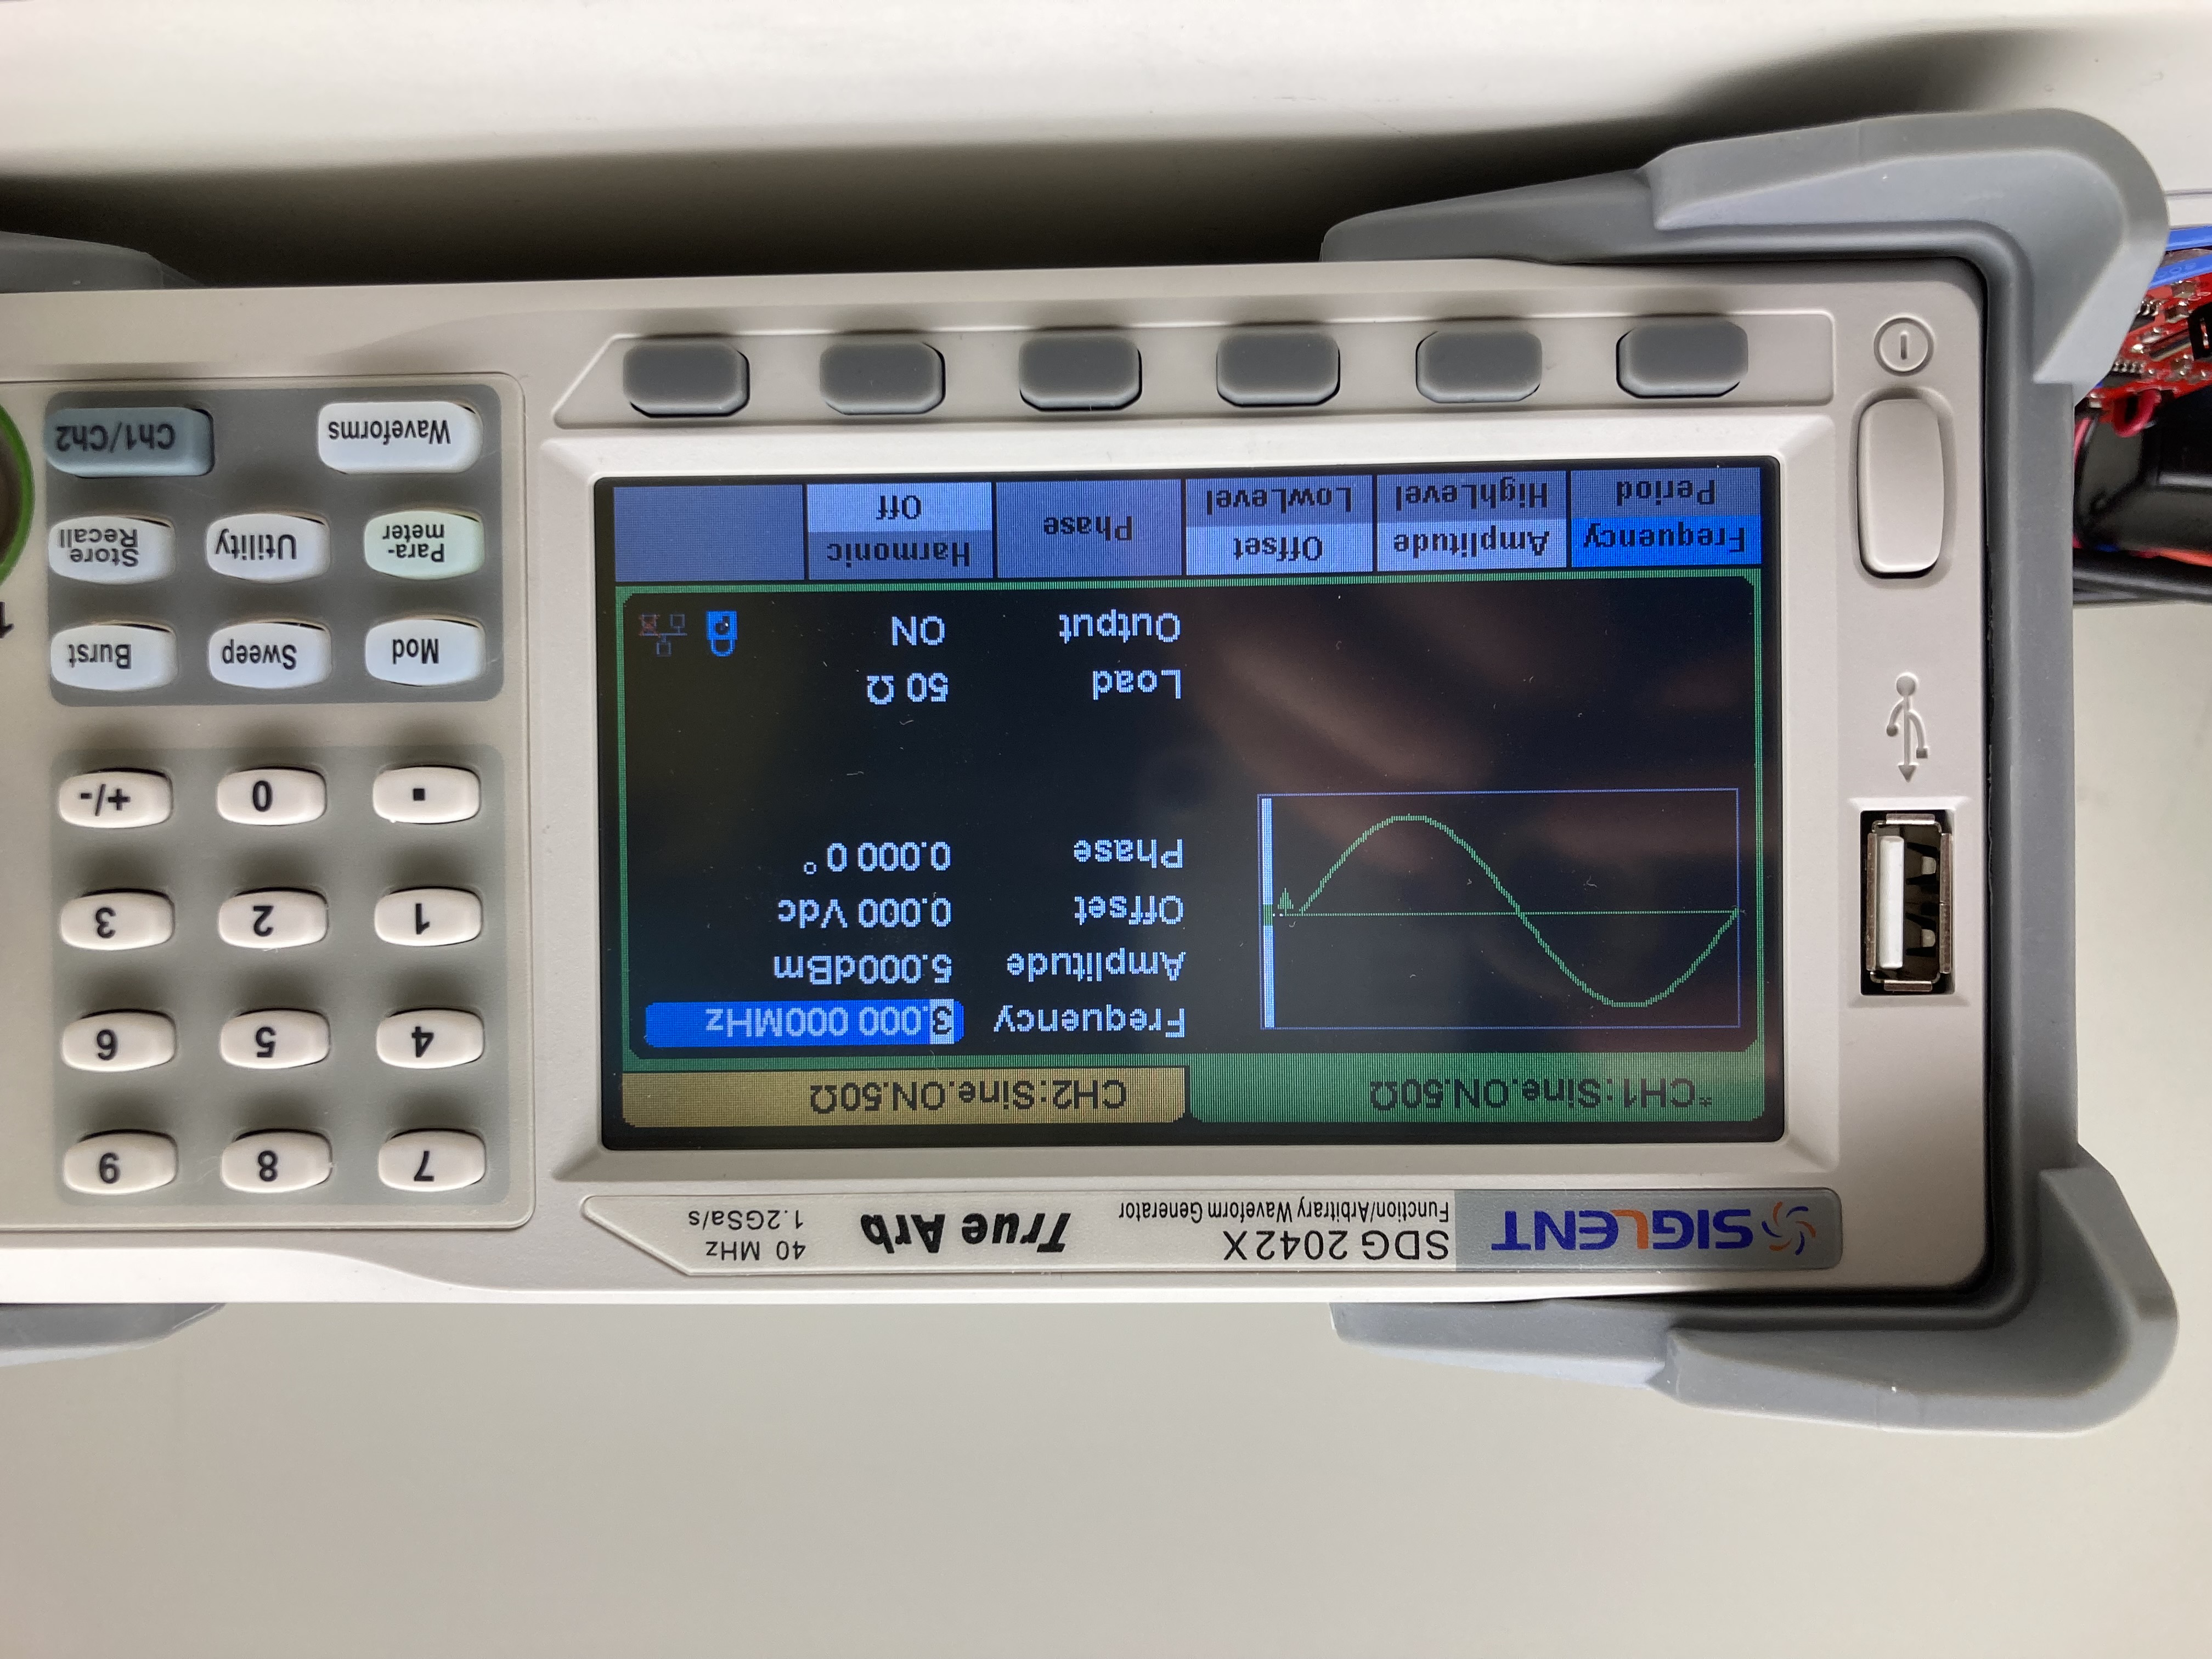 SIGLENT
SDG 2042X
Function/Arbitrary Waveform Generator
True Arb
40 MHz
1.2GSa/s
*CH1:Sine.ON.50Ω
CH2:Sine.ON.50Ω
Frequency 3.000 000MHz
Amplitude 5.000dBm
Offset 0.000 Vdc
Phase 0.000 0 °
Load 50 Ω
Output ON
Frequency
Period
Amplitude
HighLevel
Offset
LowLevel
Phase
Harmonic
Off
7 8 9
4 5 6
1 2 3
. 0 +/-
Mod Sweep Burst
Para-
meter
Utility
Store
Recall
Waveforms Ch1/Ch2